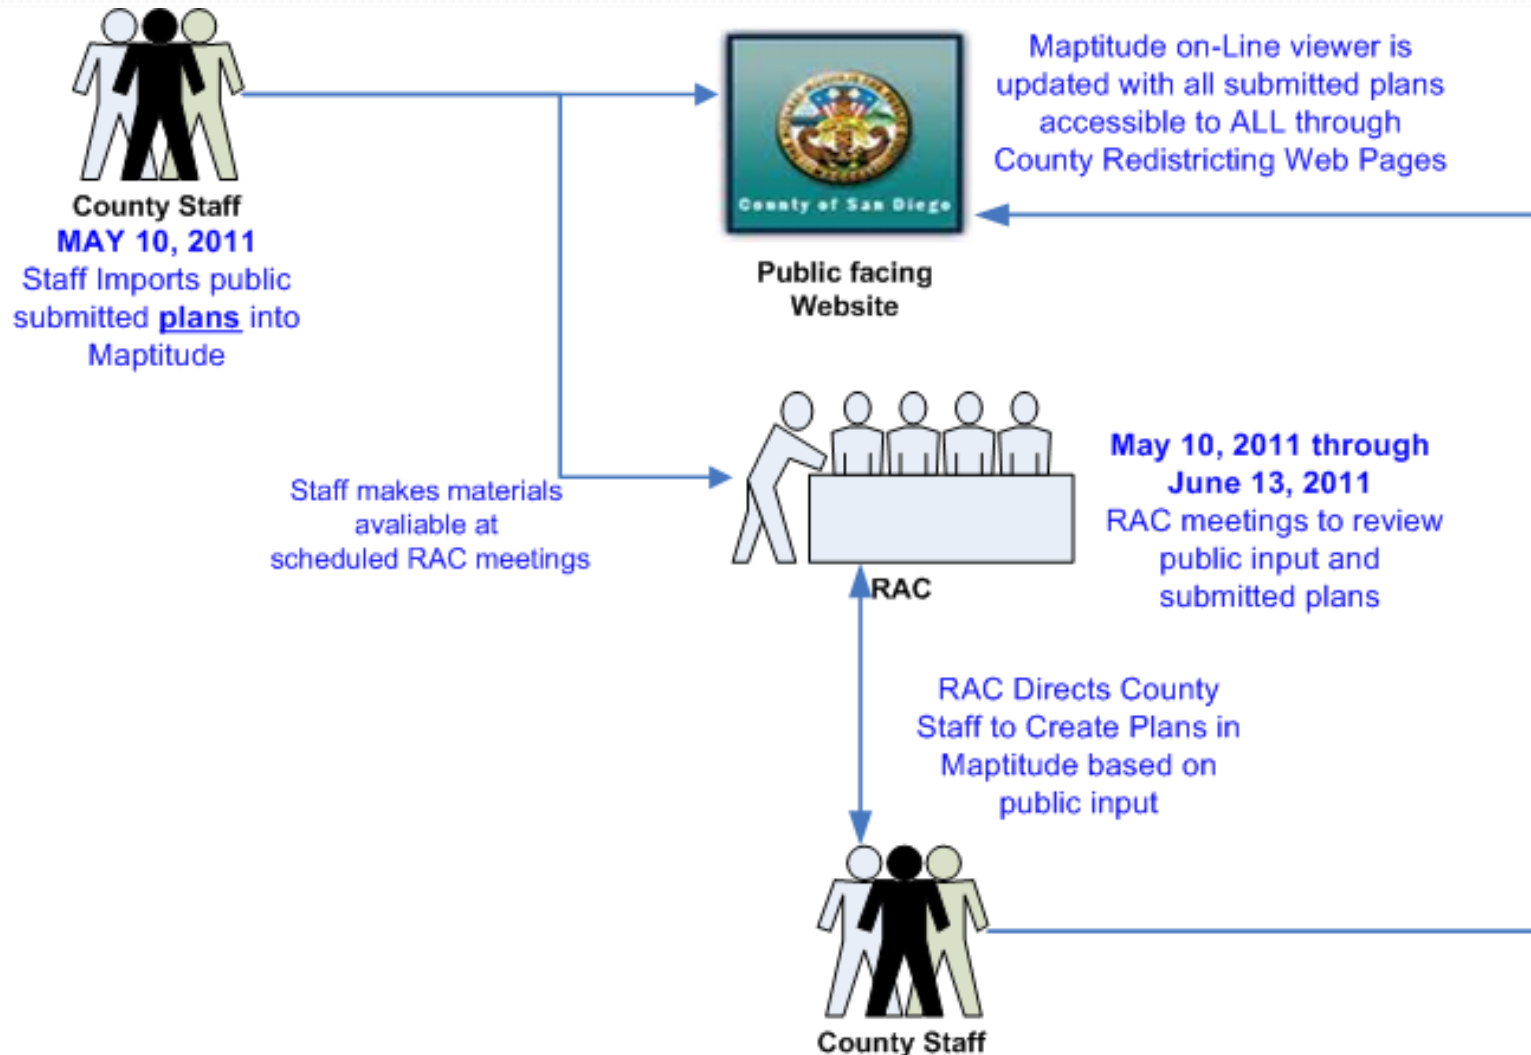 County Staff
MAY 10, 2011
Staff Imports public
submitted plans into
Maptitude
County of San Diego
Public facing
Website
Maptitude on-Line viewer is
updated with all submitted plans
accessible to ALL through
County Redistricting Web Pages
Staff makes materials
avaliable at
scheduled RAC meetings
RAC
May 10, 2011 through
June 13, 2011
RAC meetings to review
public input and
submitted plans
RAC Directs County
Staff to Create Plans in
Maptitude based on
public input
County Staff